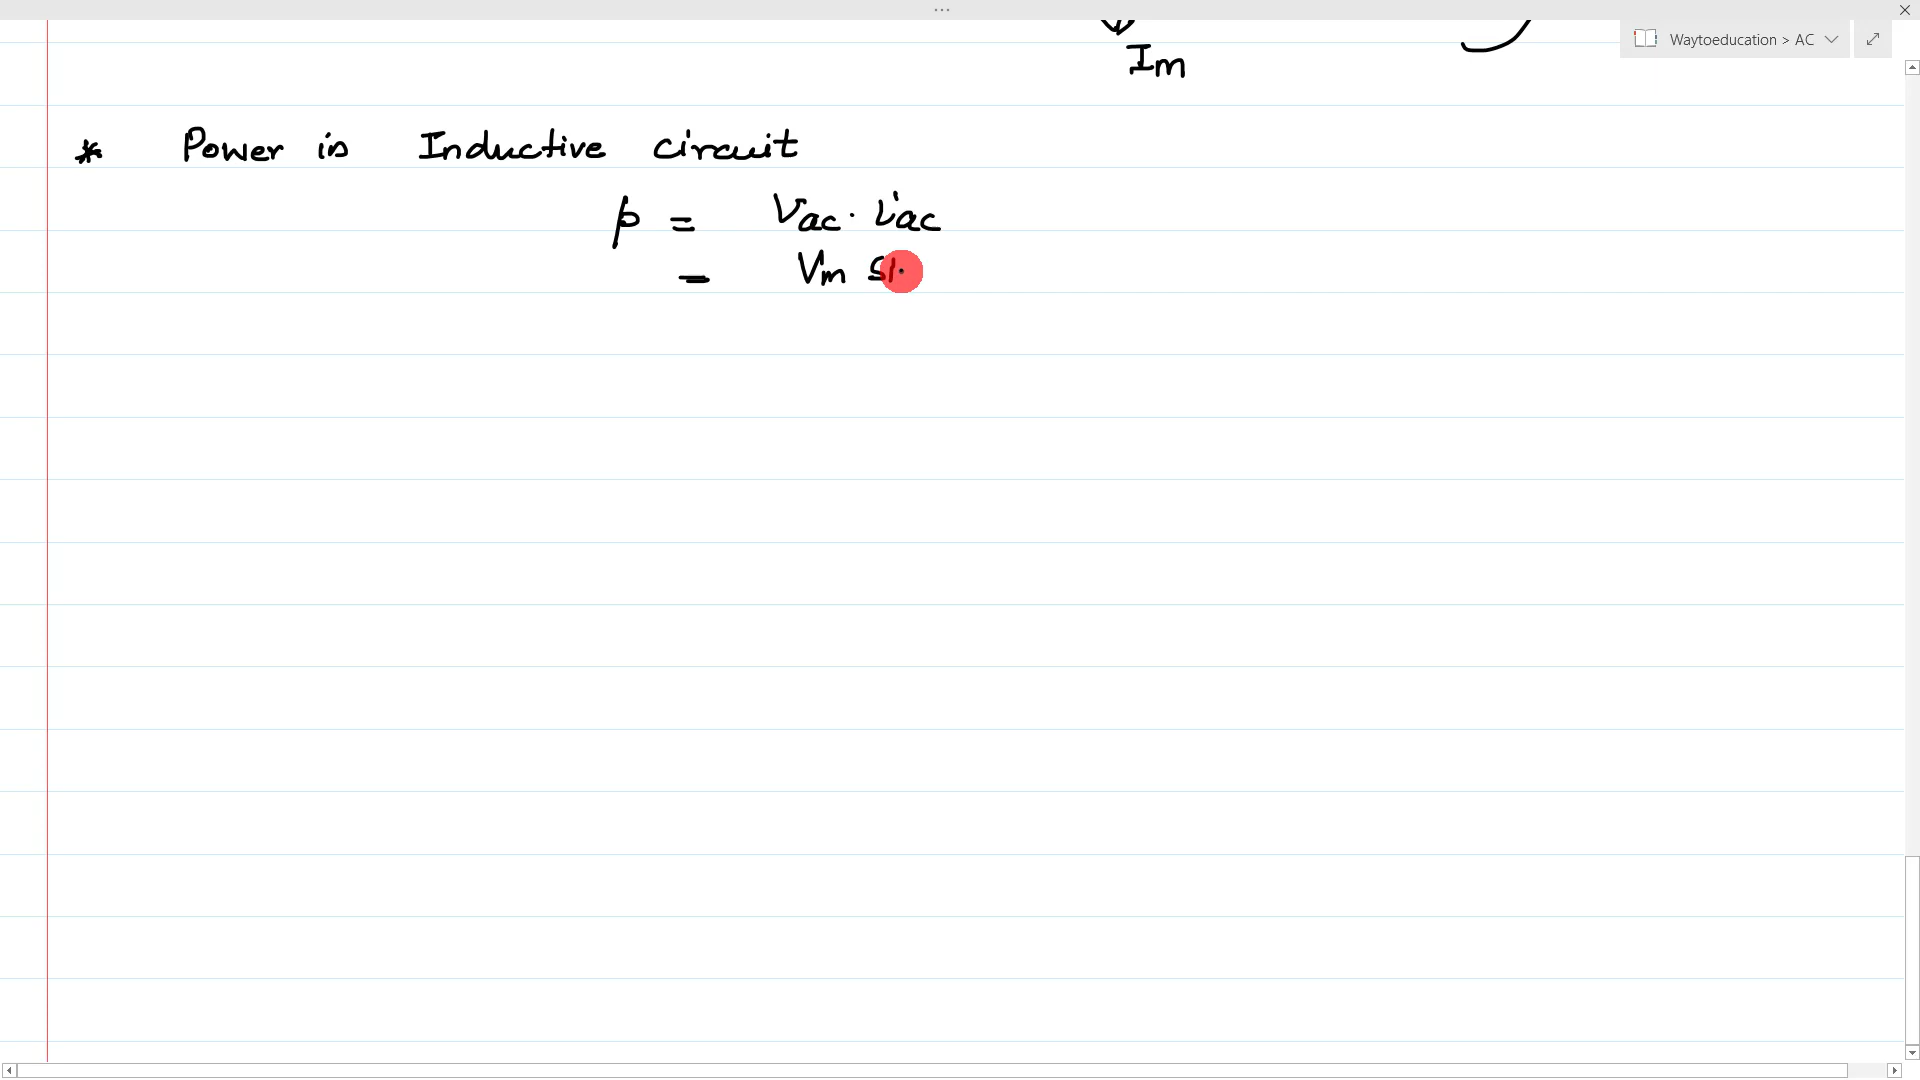 Waytoeducation > AC
Im
* Power in Inductive circuit
p = Vac . iac
= Vm